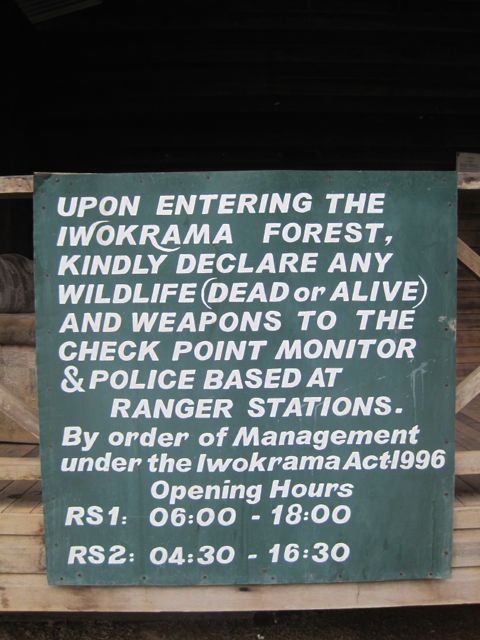 UPON ENTERING THE
IWOKRAMA FOREST,
KINDLY DECLARE ANY
WILDLIFE (DEAD or ALIVE)
AND WEAPONS TO THE
CHECK POINT MONITOR
& POLICE BASED AT
RANGER STATIONS.
By order of Management
under the Iwokrama Act-1996
Opening Hours
RS1: 06:00 - 18:00
RS2: 04:30 - 16:30